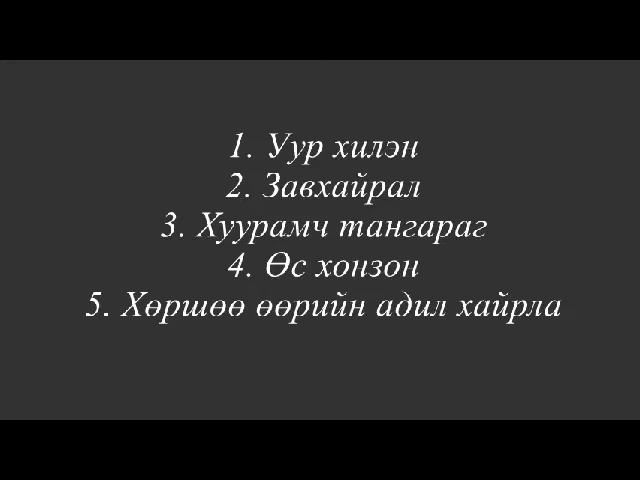 1. Уур хилэн
2. Завхайрал
3. Хуурамч тангараг
4. Өс хонзон
5. Хөршөө өөрийн адил хайрла